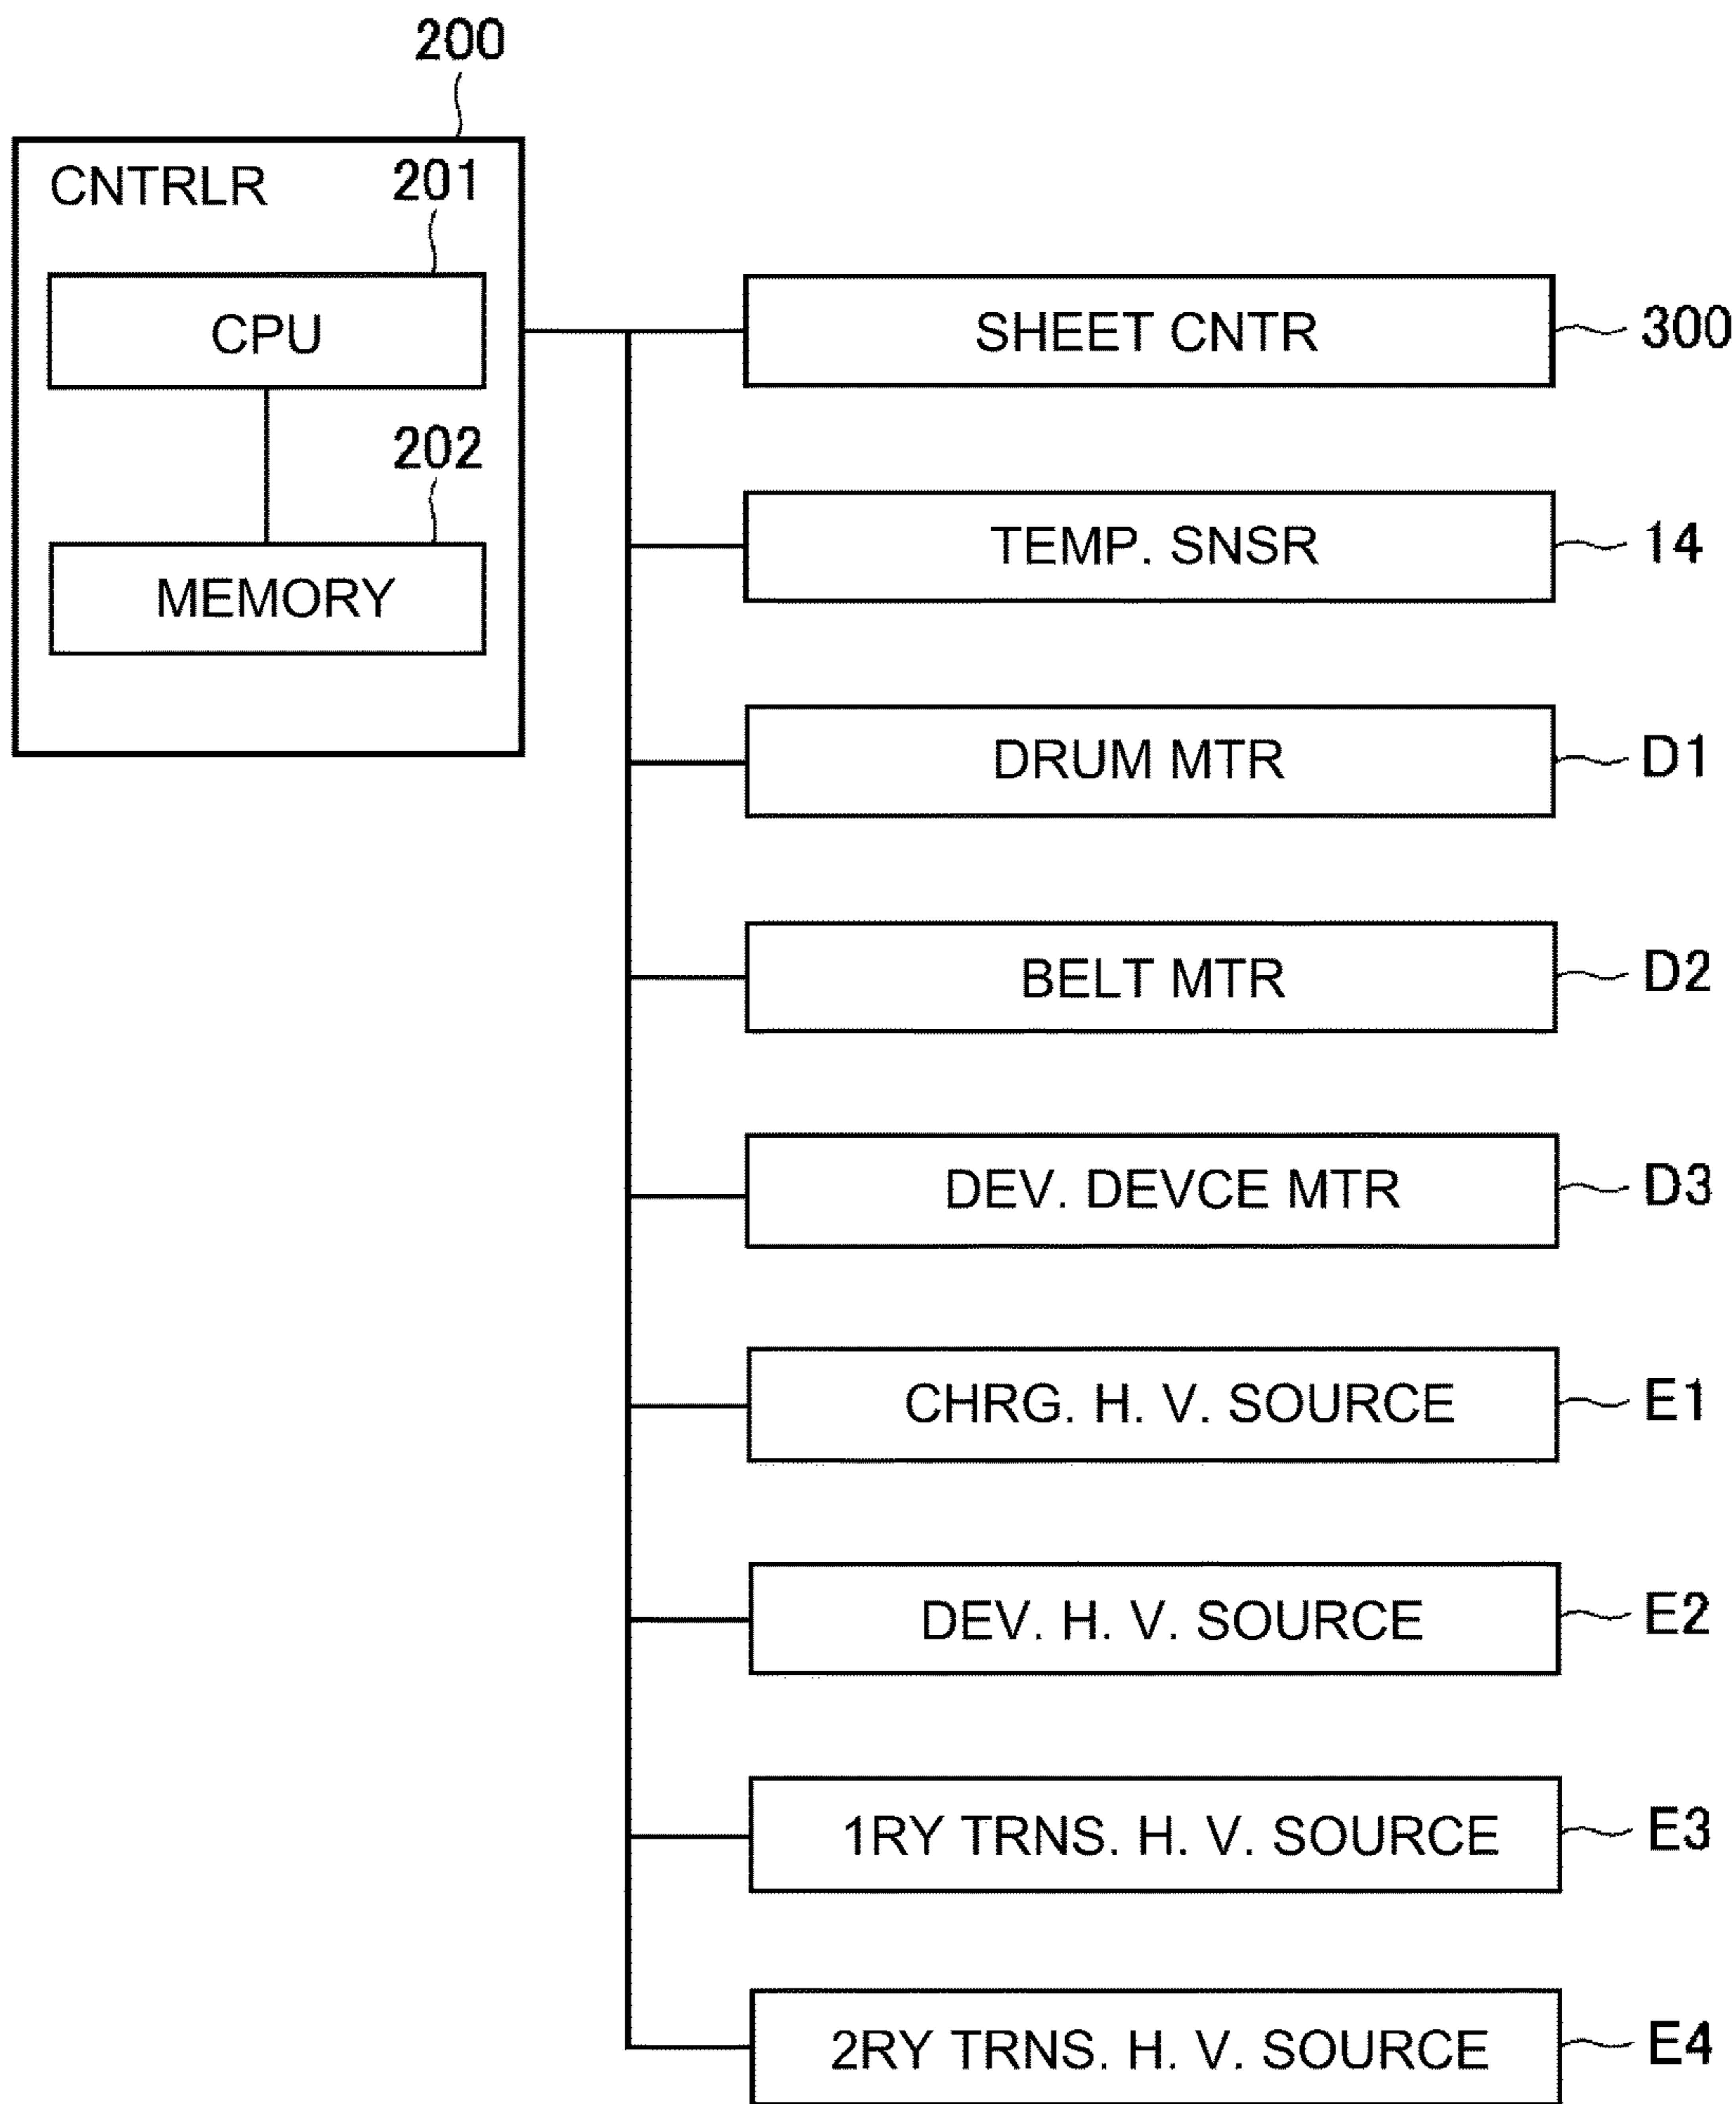 200
CNTRLR
201
CPU
202
MEMORY
SHEET CNTR
300
TEMP. SNSR
14
DRUM MTR
D1
BELT MTR
D2
DEV. DEVCE MTR
D3
CHRG. H. V. SOURCE
E1
DEV. H. V. SOURCE
E2
1RY TRNS. H. V. SOURCE
E3
2RY TRNS. H. V. SOURCE
E4